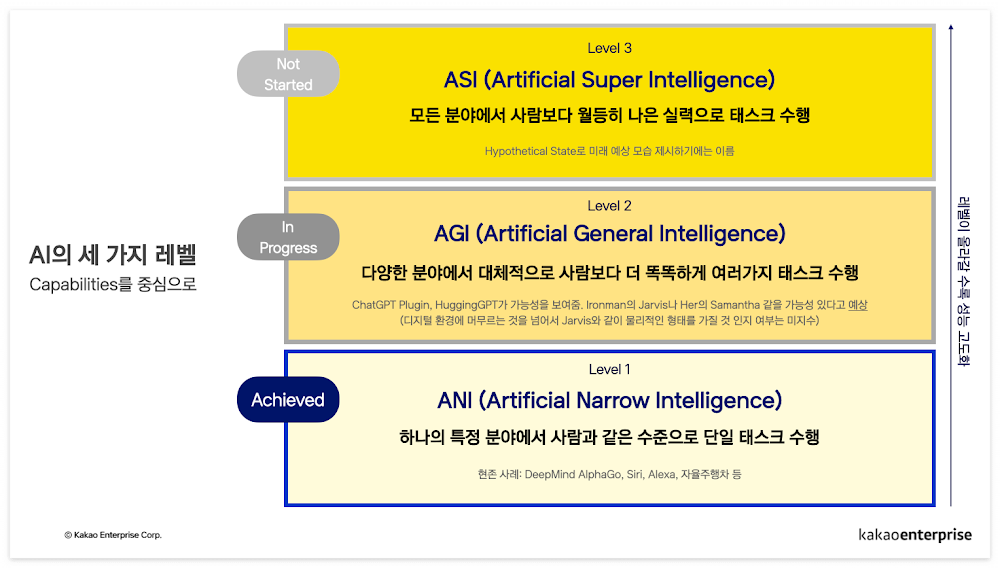 AI의 세 가지 레벨
Capabilities를 중심으로
Not
Started
Level 3
ASI (Artificial Super Intelligence)
모든 분야에서 사람보다 월등히 나은 실력으로 태스크 수행
Hypothetical State로 미래 예상 모습 제시하기에는 이름
In
Progress
Level 2
AGI (Artificial General Intelligence)
다양한 분야에서 대체적으로 사람보다 더 똑똑하게 여러가지 태스크 수행
ChatGPT Plugin, HuggingGPT가 가능성을 보여줌. Ironman의 Jarvis나 Her의 Samantha 같을 가능성 있다고 예상
(디지털 환경에 머무르는 것을 넘어서 Jarvis와 같이 물리적인 형태를 가질 것 인지 여부는 미지수)
Achieved
Level 1
ANI (Artificial Narrow Intelligence)
하나의 특정 분야에서 사람과 같은 수준으로 단일 태스크 수행
현존 사례: DeepMind AlphaGo, Siri, Alexa, 자율주행차 등
레벨이 올라갈 수록 성능 고도화
© Kakao Enterprise Corp.
kakaoenterprise